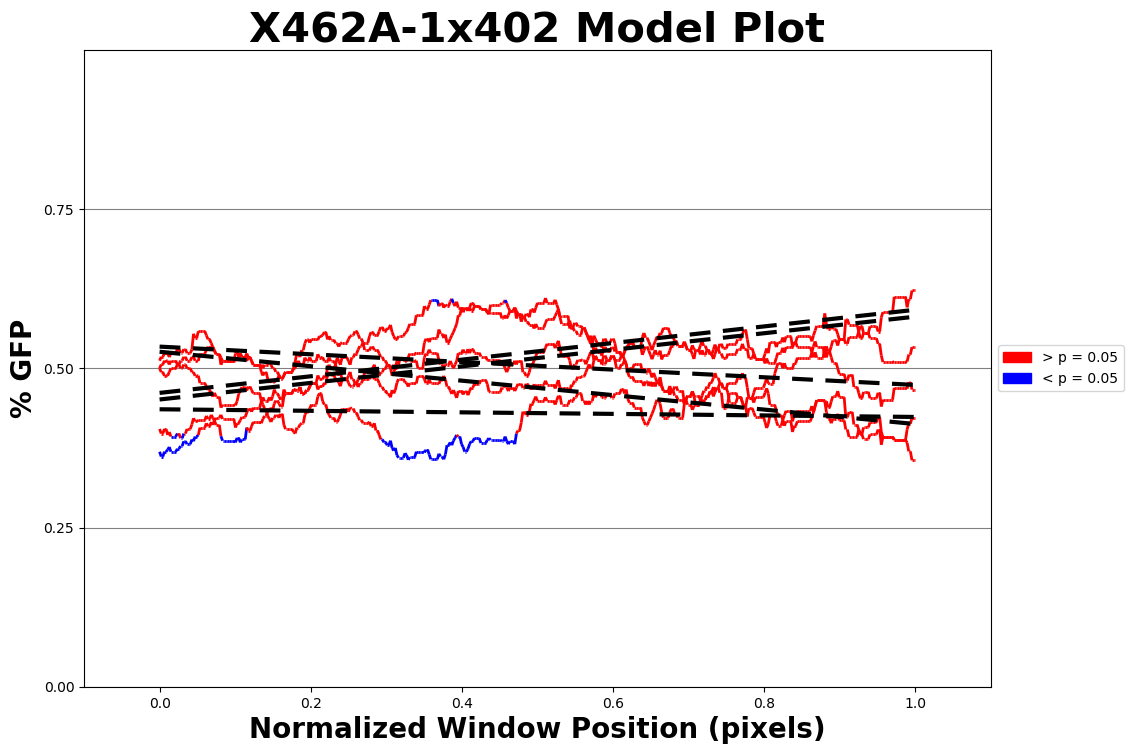 X462A-1x402 Model Plot
% GFP
0.75
0.50
0.25
0.00
0.0 0.2 0.4 0.6 0.8 1.0
Normalized Window Position (pixels)
> p = 0.05
< p = 0.05